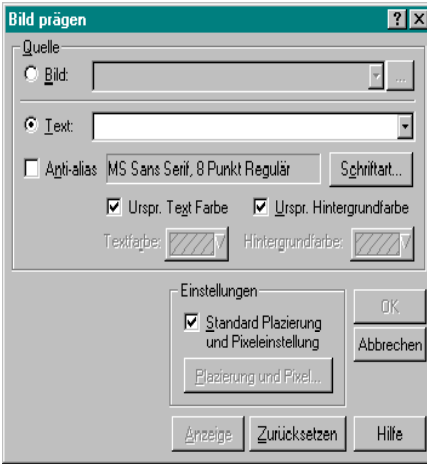 Bild prägen
Quelle
Bild:
...
Text:
Anti-alias MS Sans Serif, 8 Punkt Regulär Schriftart...
Urspr. Text Farbe Urspr. Hintergrundfarbe
Textfarbe: Hintergrundfarbe:
Einstellungen
Standard Plazierung
und Pixeleinstellung
Plazierung und Pixel...
OK
Abbrechen
Anzeige Zurücksetzen Hilfe